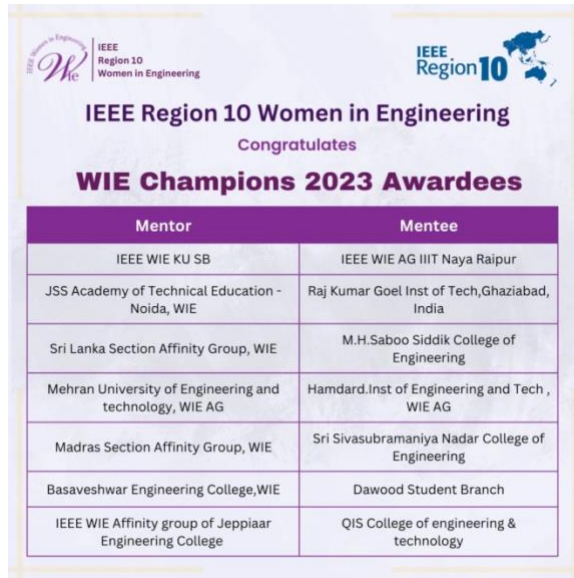 IEEE Women in Engineering
Wie
IEEE
Region 10
Women in Engineering
IEEE
Region 10
IEEE Region 10 Women in Engineering
Congratulates
WIE Champions 2023 Awardees
Mentor
Mentee
IEEE WIE KU SB
IEEE WIE AG IIIT Naya Raipur
JSS Academy of Technical Education -
Noida, WIE
Raj Kumar Goel Inst of Tech,Ghaziabad,
India
Sri Lanka Section Affinity Group, WIE
M.H.Saboo Siddik College of
Engineering
Mehran University of Engineering and
technology, WIE AG
Hamdard.Inst of Engineering and Tech ,
WIE AG
Madras Section Affinity Group, WIE
Sri Sivasubramaniya Nadar College of
Engineering
Basaveshwar Engineering College,WIE
Dawood Student Branch
IEEE WIE Affinity group of Jeppiaar
Engineering College
QIS College of engineering &
technology